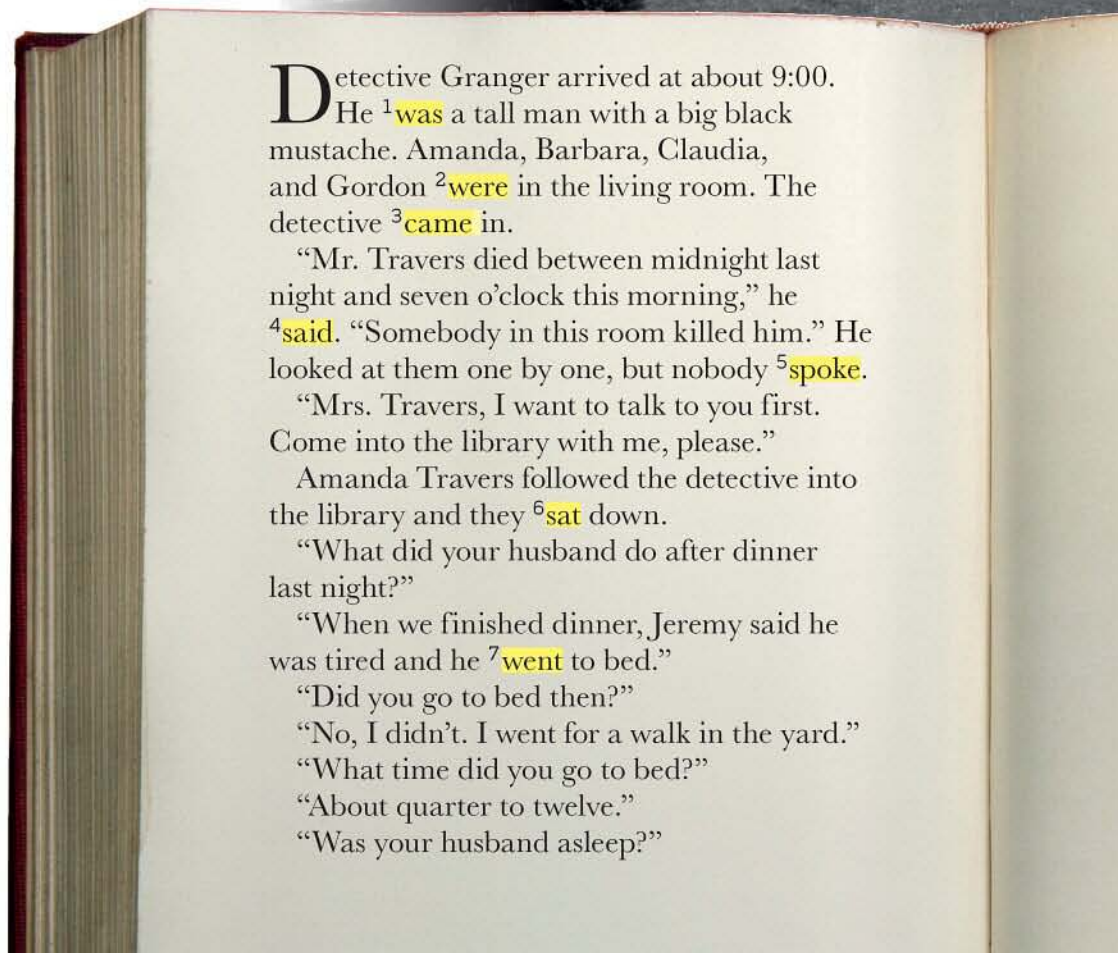 Detective Granger arrived at about 9:00.
He 1was a tall man with a big black
mustache. Amanda, Barbara, Claudia,
and Gordon 2were in the living room. The
detective 3came in.
“Mr. Travers died between midnight last
night and seven o’clock this morning,” he
4said. “Somebody in this room killed him.” He
looked at them one by one, but nobody 5spoke.
“Mrs. Travers, I want to talk to you first.
Come into the library with me, please.”
Amanda Travers followed the detective into
the library and they 6sat down.
“What did your husband do after dinner
last night?”
“When we finished dinner, Jeremy said he
was tired and he 7went to bed.”
“Did you go to bed then?”
“No, I didn’t. I went for a walk in the yard.”
“What time did you go to bed?”
“About quarter to twelve.”
“Was your husband asleep?”